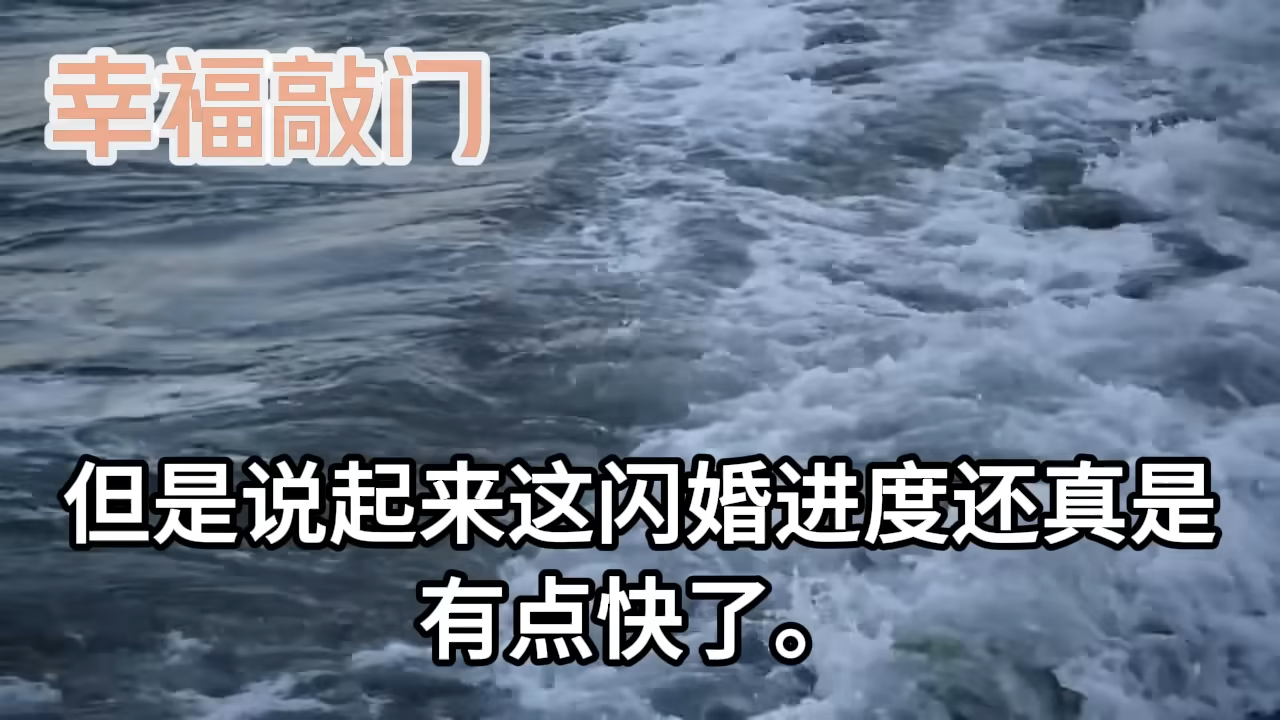 幸福敲门
但是说起来这闪婚进度还真是
有点快了。